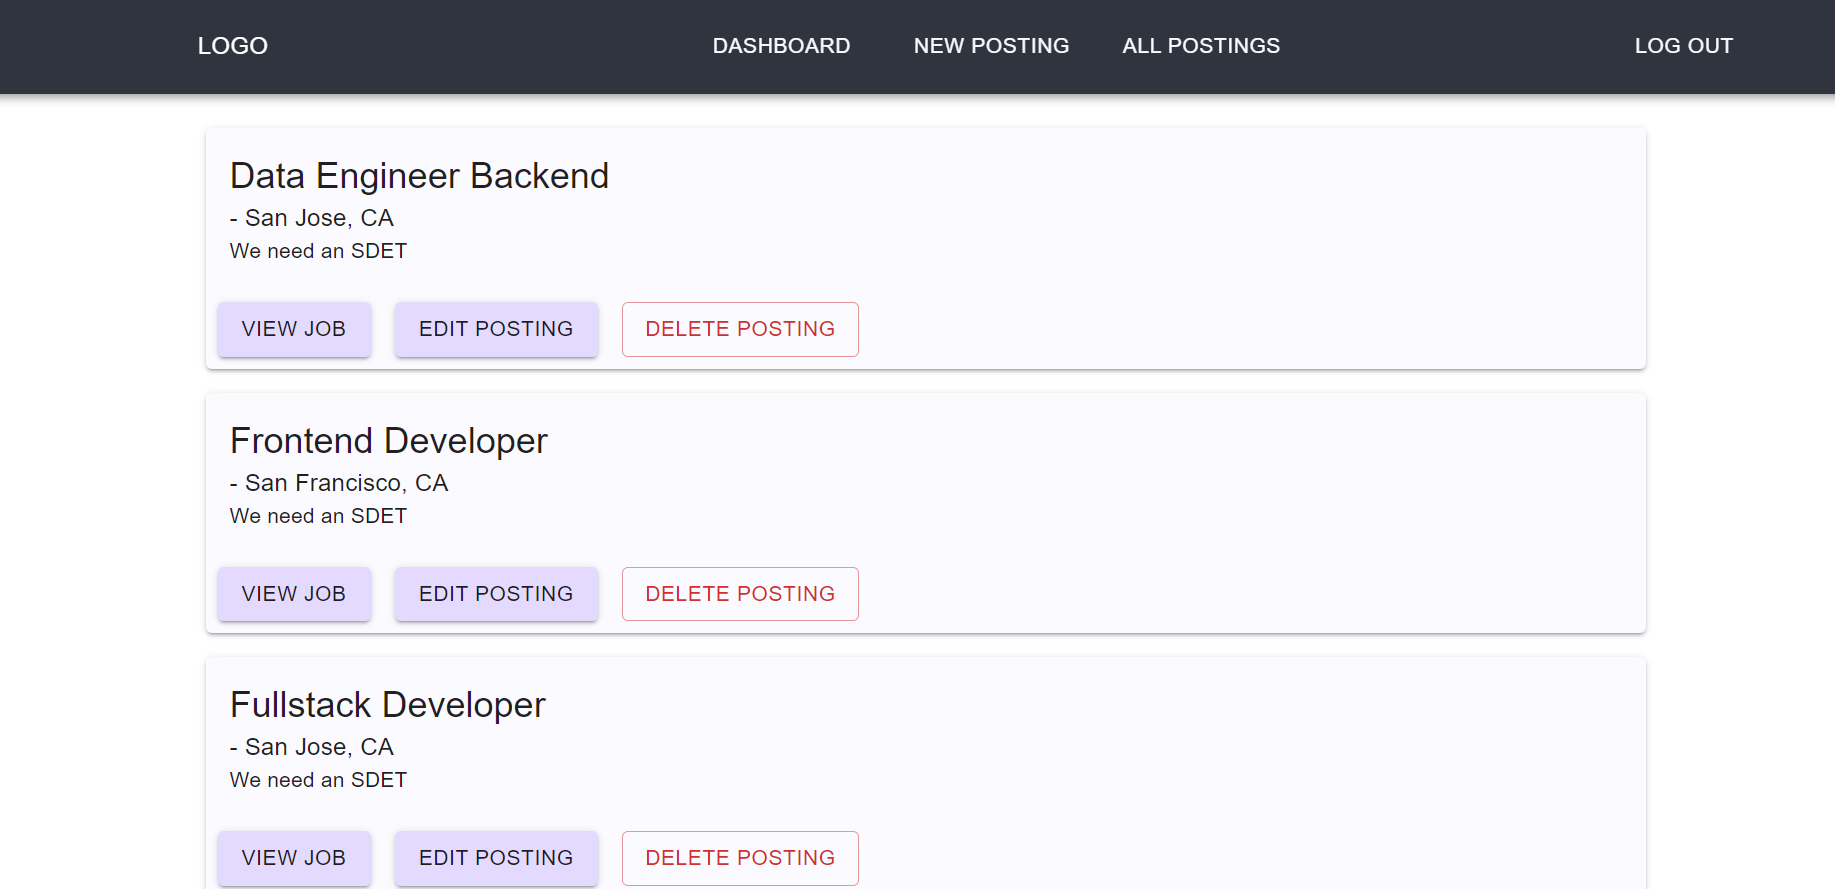 LOGO DASHBOARD NEW POSTING ALL POSTINGS LOG OUT
Data Engineer Backend
- San Jose, CA
We need an SDET
VIEW JOB EDIT POSTING DELETE POSTING
Frontend Developer
- San Francisco, CA
We need an SDET
VIEW JOB EDIT POSTING DELETE POSTING
Fullstack Developer
- San Jose, CA
We need an SDET
VIEW JOB EDIT POSTING DELETE POSTING